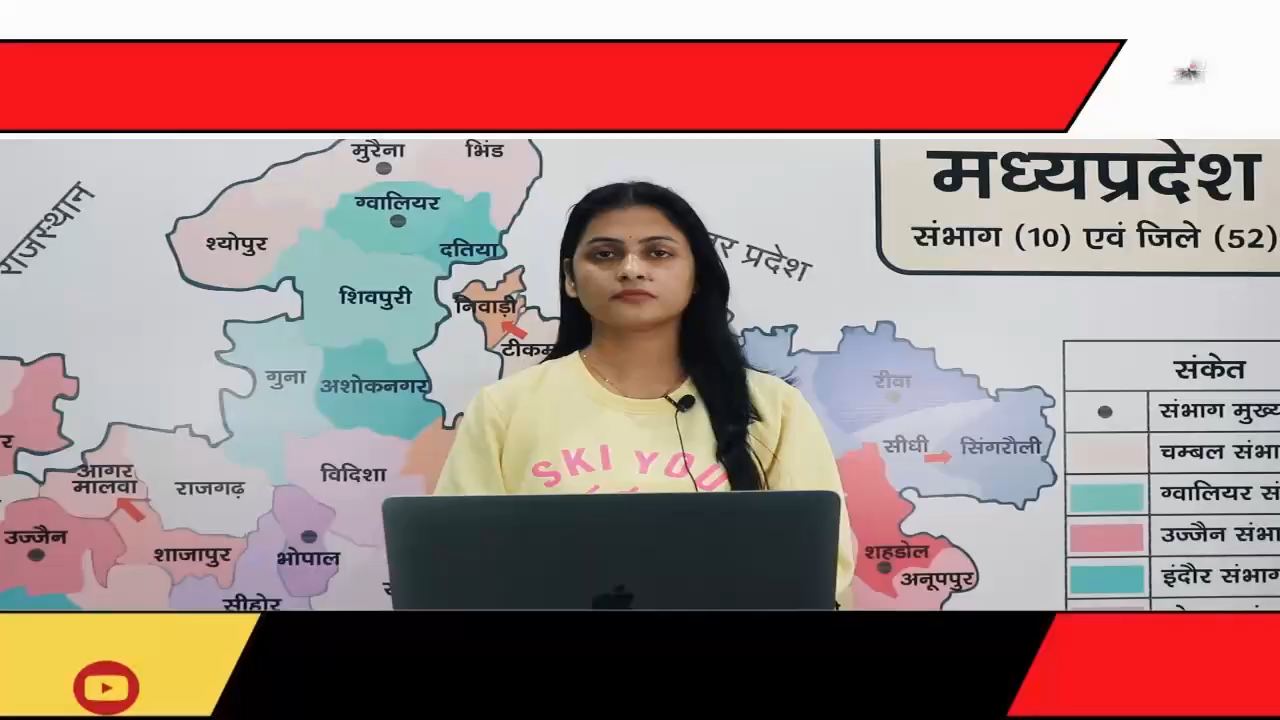 मुरैना
भिंड
मध्यप्रदेश
संभाग (10) एवं जिले (52)
राजस्थान
ग्वालियर
श्योपुर
दतिया
प्रदेश
शिवपुरी
निवाड़ी
गुना
अशोकनगर
रीवा
संकेत
संभाग
चम्बल
ग्वालियर
उज्जैन
इंदौर संभाग
सीधी
सिंगरौली
SKI YOU
आगर
मालवा
राजगढ़
विदिशा
उज्जैन
शाजापुर
भोपाल
सीहोर
शहडोल
अनूपपुर